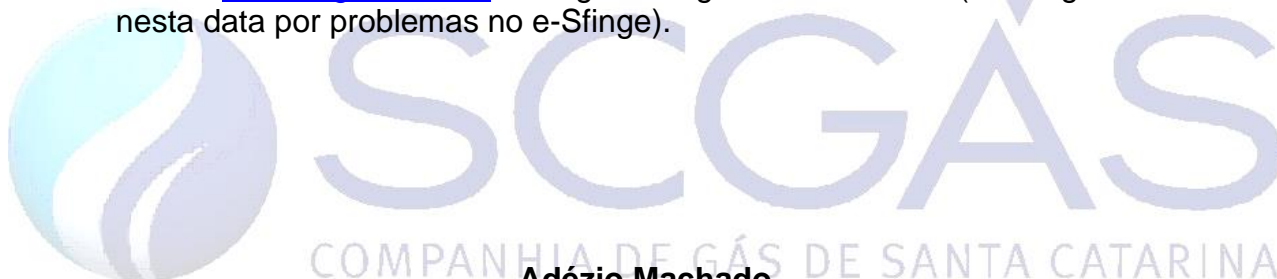 nesta data por problemas no e-Sfinge).
SCGÁS
COMPANHIA DE GÁS DE SANTA CATARINA
Adézio Machado